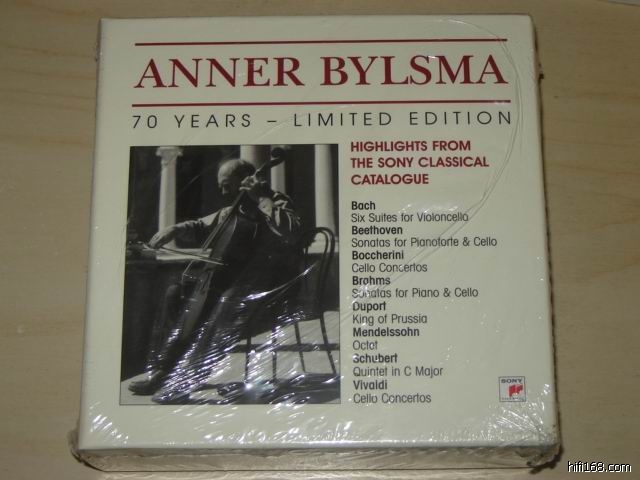 ANNER BYLSMA
70 YEARS – LIMITED EDITION
HIGHLIGHTS FROM
THE SONY CLASSICAL
CATALOGUE
Bach
Six Suites for Violoncello
Beethoven
Sonatas for Pianoforte & Cello
Boccherini
Cello Concertos
Brahms
Sonatas for Piano & Cello
Duport
King of Prussia
Mendelssohn
Octot
Schubert
Quintet in C Major
Vivaldi
Cello Concertos
SONY
hifi168.com